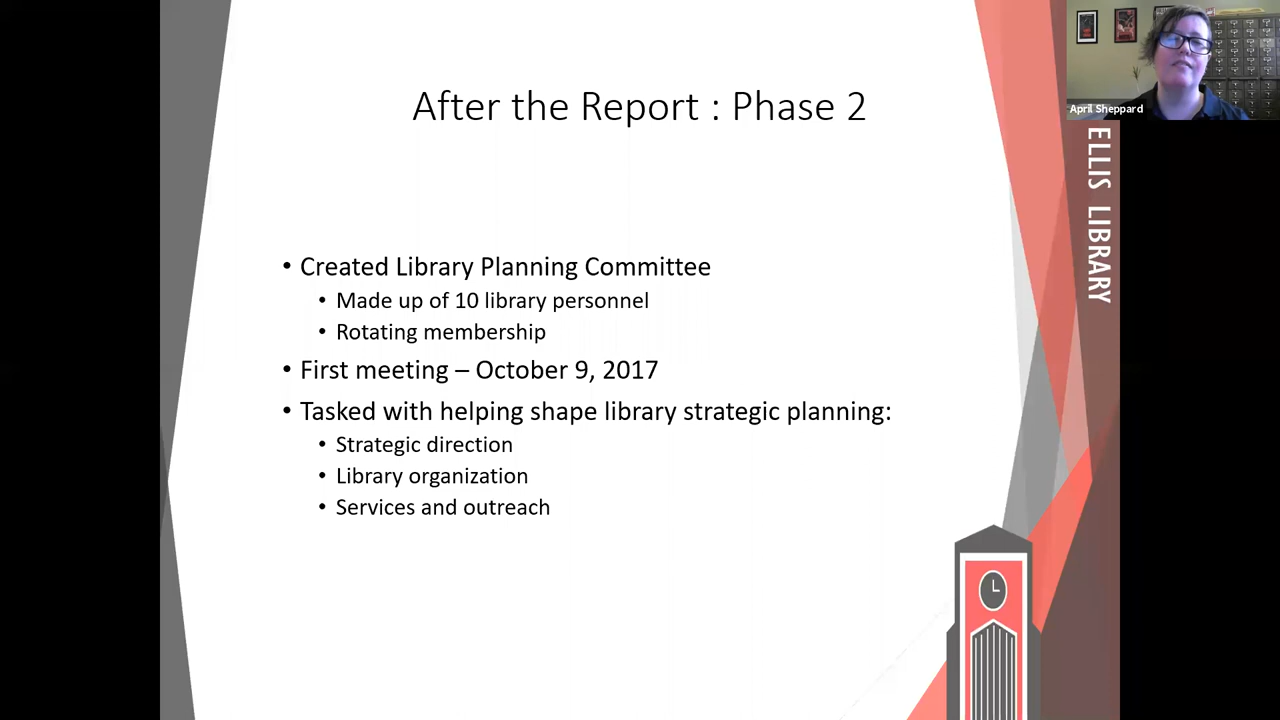 After the Report : Phase 2
April Sheppard
ELLIS LIBRARY
• Created Library Planning Committee
• Made up of 10 library personnel
• Rotating membership
• First meeting – October 9, 2017
• Tasked with helping shape library strategic planning:
• Strategic direction
• Library organization
• Services and outreach